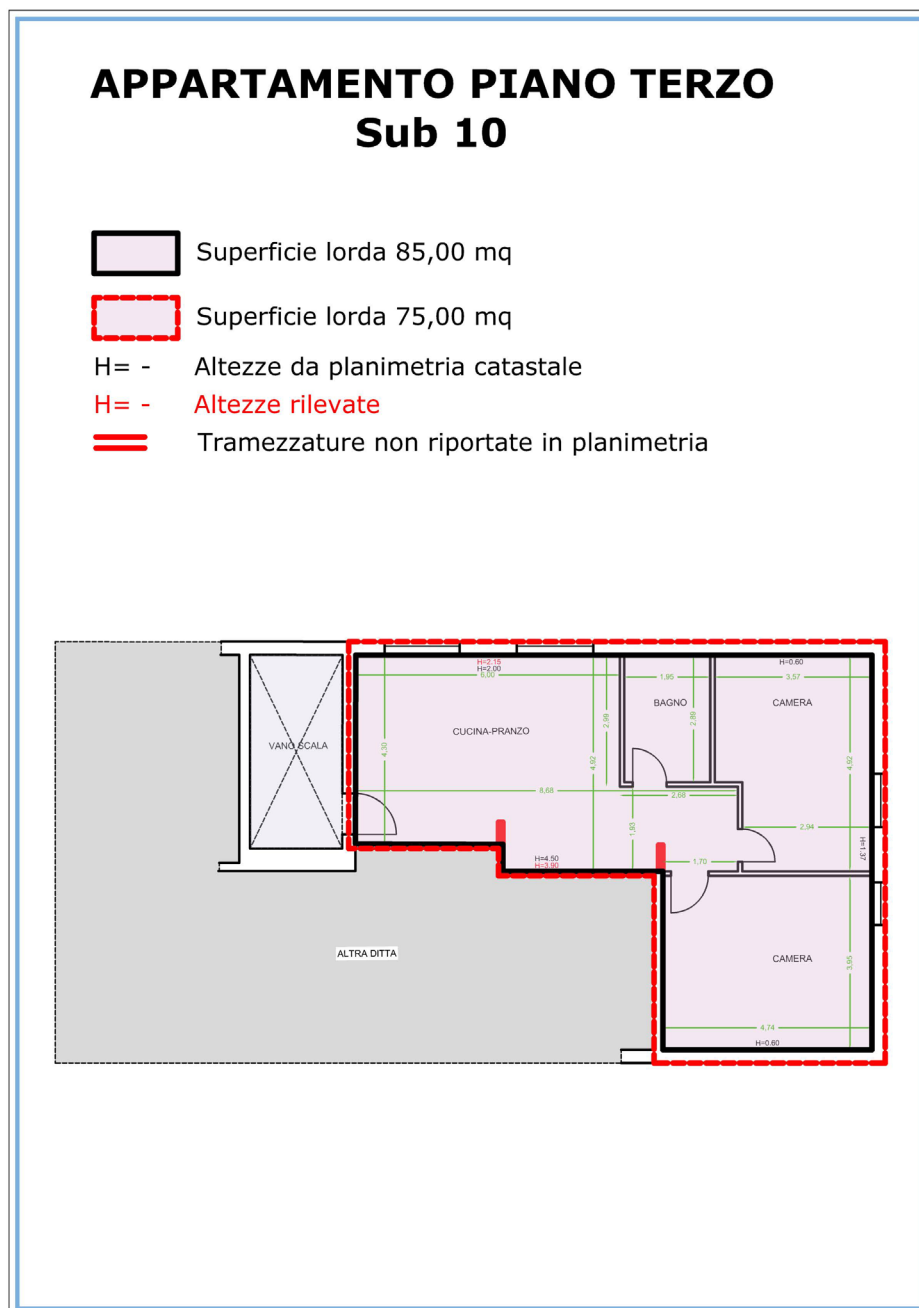 APPARTAMENTO PIANO TERZO
Sub 10
Superficie lorda 85,00 mq
Superficie lorda 75,00 mq
H= - Altezze da planimetria catastale
H= - Altezze rilevate
Tramezzature non riportate in planimetria
H=2.15
H=2.00
6,00
H=0.60
1,95
3,57
BAGNO
CAMERA
2,99
2,89
CUCINA-PRANZO
VANO SCALA
4,30
4,92
4,92
8,68
2,68
1,93
2,94
H=1.37
H=4.50
H=3.90
1,70
ALTRA DITTA
CAMERA
3,95
4,74
H=0.60